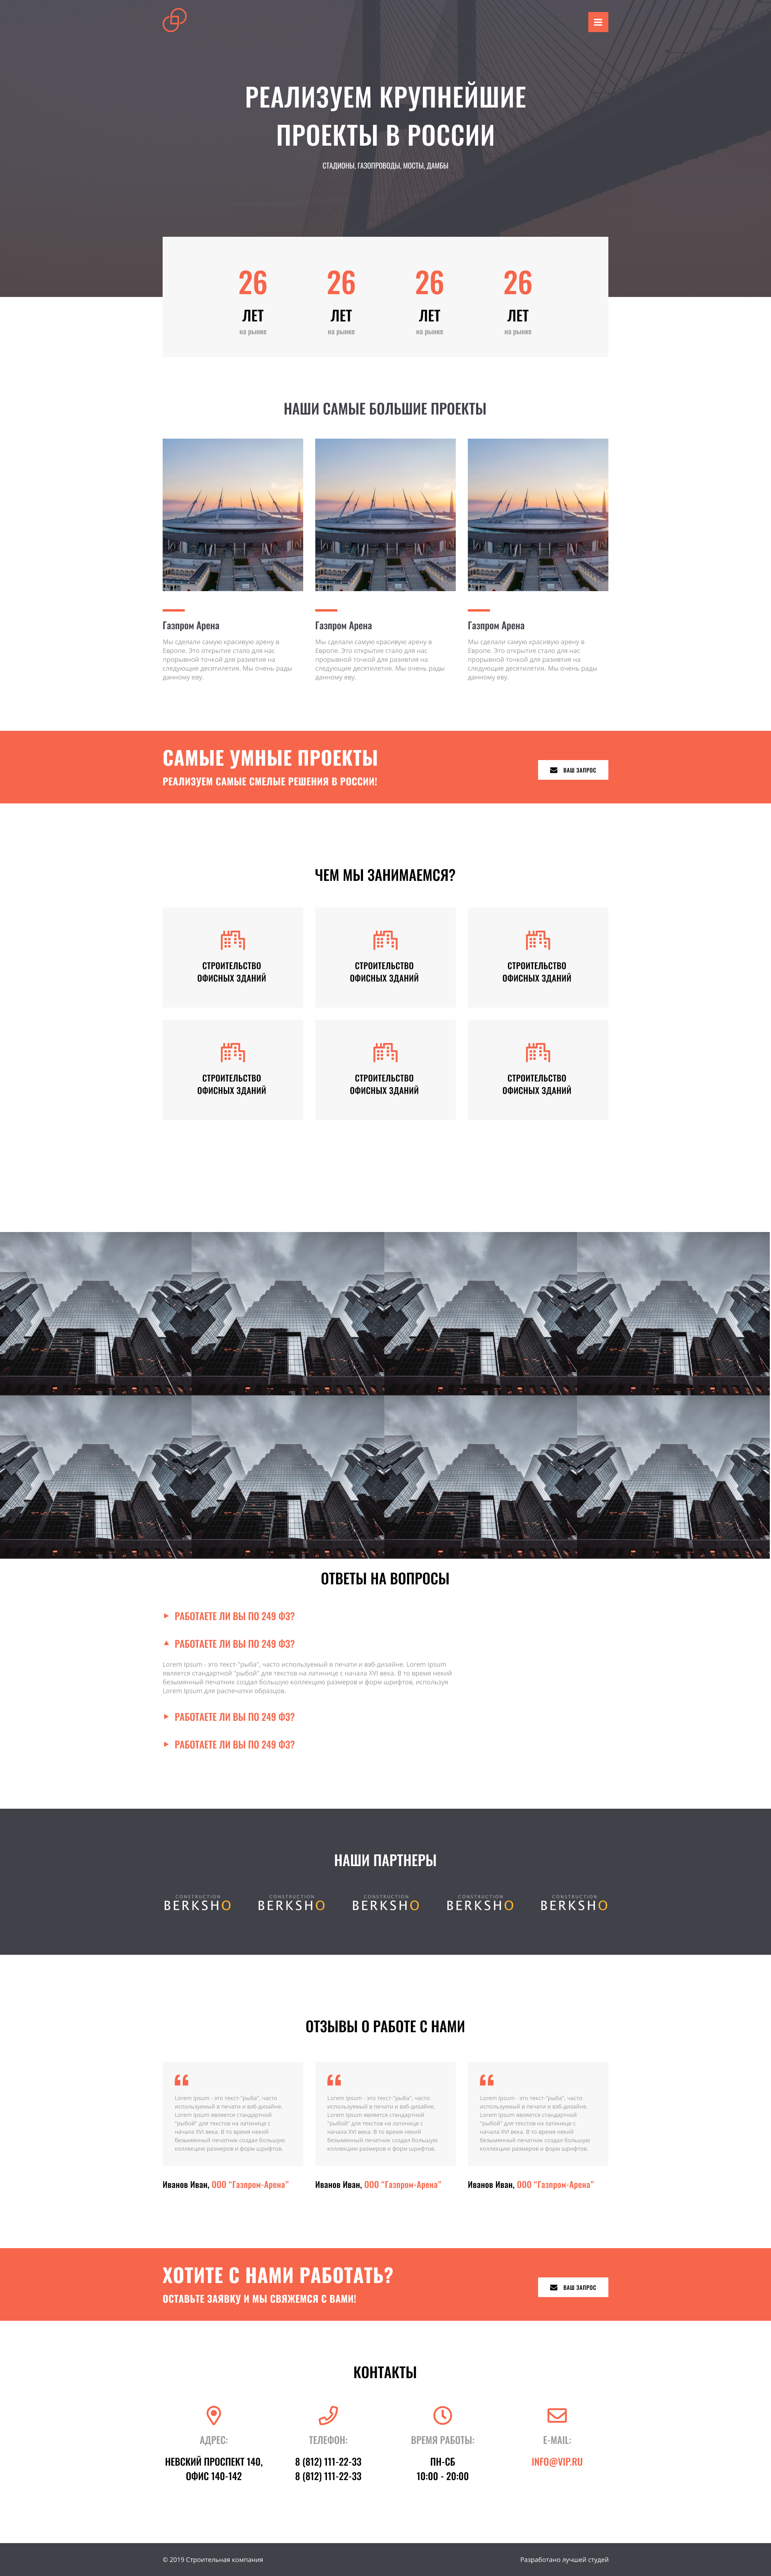 РЕАЛИЗУЕМ КРУПНЕЙШИЕ
ПРОЕКТЫ В РОССИИ
СТАДИОНЫ, ГАЗОПРОВОДЫ, МОСТЫ, ДАМБЫ
26 26 26 26
ЛЕТ ЛЕТ ЛЕТ ЛЕТ
на рынке на рынке на рынке на рынке
НАШИ САМЫЕ БОЛЬШИЕ ПРОЕКТЫ
Газпром Арена
Мы сделали самую красивую арену в
Европе. Это открытие стало для нас
прорывной точкой для разивтия на
следующие десятилетия. Мы очень рады
данному еву.
Газпром Арена
Мы сделали самую красивую арену в
Европе. Это открытие стало для нас
прорывной точкой для разивтия на
следующие десятилетия. Мы очень рады
данному еву.
Газпром Арена
Мы сделали самую красивую арену в
Европе. Это открытие стало для нас
прорывной точкой для разивтия на
следующие десятилетия. Мы очень рады
данному еву.
САМЫЕ УМНЫЕ ПРОЕКТЫ
РЕАЛИЗУЕМ САМЫЕ СМЕЛЫЕ РЕШЕНИЯ В РОССИИ!
ВАШ ЗАПРОС
ЧЕМ МЫ ЗАНИМАЕМСЯ?
СТРОИТЕЛЬСТВО
ОФИСНЫХ ЗДАНИЙ
СТРОИТЕЛЬСТВО
ОФИСНЫХ ЗДАНИЙ
СТРОИТЕЛЬСТВО
ОФИСНЫХ ЗДАНИЙ
СТРОИТЕЛЬСТВО
ОФИСНЫХ ЗДАНИЙ
СТРОИТЕЛЬСТВО
ОФИСНЫХ ЗДАНИЙ
СТРОИТЕЛЬСТВО
ОФИСНЫХ ЗДАНИЙ
ОТВЕТЫ НА ВОПРОСЫ
РАБОТАЕТЕ ЛИ ВЫ ПО 249 ФЗ?
РАБОТАЕТЕ ЛИ ВЫ ПО 249 ФЗ?
Lorem Ipsum - это текст-"рыба", часто используемый в печати и вэб-дизайне. Lorem Ipsum
является стандартной "рыбой" для текстов на латинице с начала XVI века. В то время некий
безымянный печатник создал большую коллекцию размеров и форм шрифтов, используя
Lorem Ipsum для распечатки образцов.
РАБОТАЕТЕ ЛИ ВЫ ПО 249 ФЗ?
РАБОТАЕТЕ ЛИ ВЫ ПО 249 ФЗ?
НАШИ ПАРТНЕРЫ
CONSTRUCTION CONSTRUCTION CONSTRUCTION CONSTRUCTION CONSTRUCTION
BERKSHO BERKSHO BERKSHO BERKSHO BERKSHO
ОТЗЫВЫ О РАБОТЕ С НАМИ
Lorem Ipsum - это текст-"рыба", часто
используемый в печати и вэб-дизайне.
Lorem Ipsum является стандартной
"рыбой" для текстов на латинице с
начала XVI века. В то время некий
безымянный печатник создал большую
коллекцию размеров и форм шрифтов.
Иванов Иван, ООО “Газпром-Арена”
Lorem Ipsum - это текст-"рыба", часто
используемый в печати и вэб-дизайне.
Lorem Ipsum является стандартной
"рыбой" для текстов на латинице с
начала XVI века. В то время некий
безымянный печатник создал большую
коллекцию размеров и форм шрифтов.
Иванов Иван, ООО “Газпром-Арена”
Lorem Ipsum - это текст-"рыба", часто
используемый в печати и вэб-дизайне.
Lorem Ipsum является стандартной
"рыбой" для текстов на латинице с
начала XVI века. В то время некий
безымянный печатник создал большую
коллекцию размеров и форм шрифтов.
Иванов Иван, ООО “Газпром-Арена”
ХОТИТЕ С НАМИ РАБОТАТЬ?
ОСТАВЬТЕ ЗАЯВКУ И МЫ СВЯЖЕМСЯ С ВАМИ!
ВАШ ЗАПРОС
КОНТАКТЫ
АДРЕС:
НЕВСКИЙ ПРОСПЕКТ 140,
ОФИС 140-142
ТЕЛЕФОН:
8 (812) 111-22-33
8 (812) 111-22-33
ВРЕМЯ РАБОТЫ:
ПН-СБ
10:00 - 20:00
E-MAIL:
INFO@VIP.RU
© 2019 Строительная компания
Разработано лучшей студей